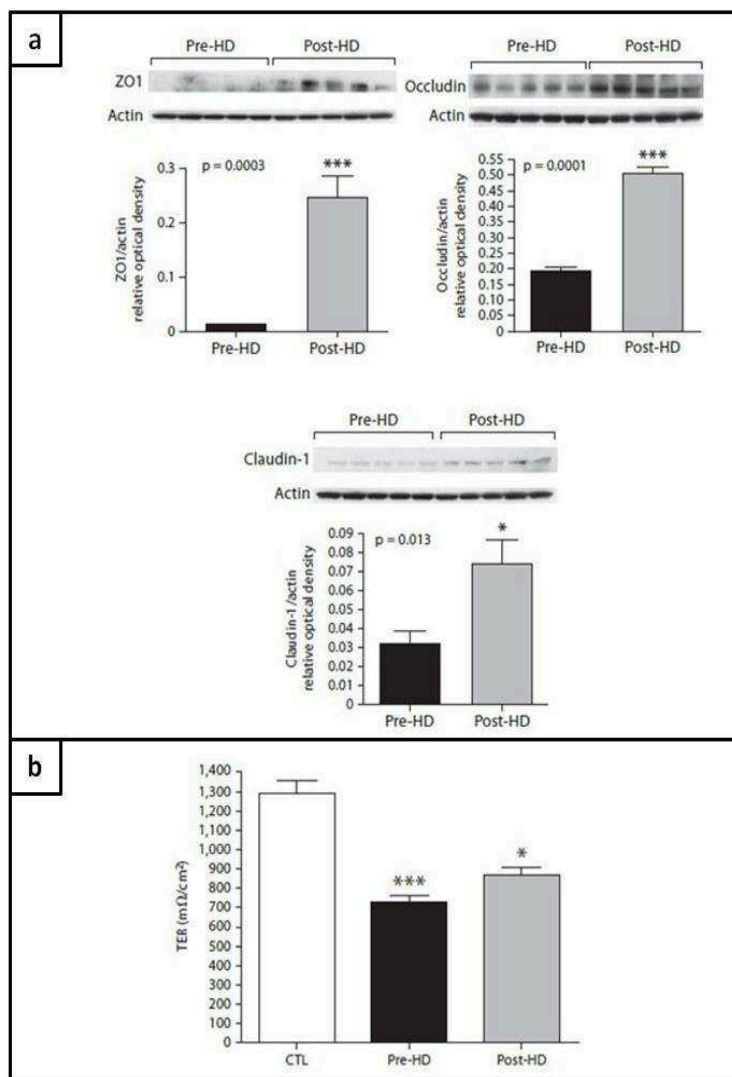 a
Pre-HD Post-HD
ZO1
Actin
p = 0.0003 ***
ZO1/actin
relative optical density
0.3
0.2
0.1
0
Pre-HD Post-HD
Pre-HD Post-HD
Occludin
Actin
p = 0.0001 ***
Occludin/actin
relative optical density
0.55
0.50
0.45
0.40
0.35
0.30
0.25
0.20
0.15
0.10
0.05
0
Pre-HD Post-HD
Pre-HD Post-HD
Claudin-1
Actin
p = 0.013 *
Claudin-1/actin
relative optical density
0.09
0.08
0.07
0.06
0.05
0.04
0.03
0.02
0.01
0
Pre-HD Post-HD
b
TER (mΩ/cm²)
1,400
1,300
1,200
1,100
1,000
900
800
700
600
500
400
300
200
100
0
*** *
CTL Pre-HD Post-HD